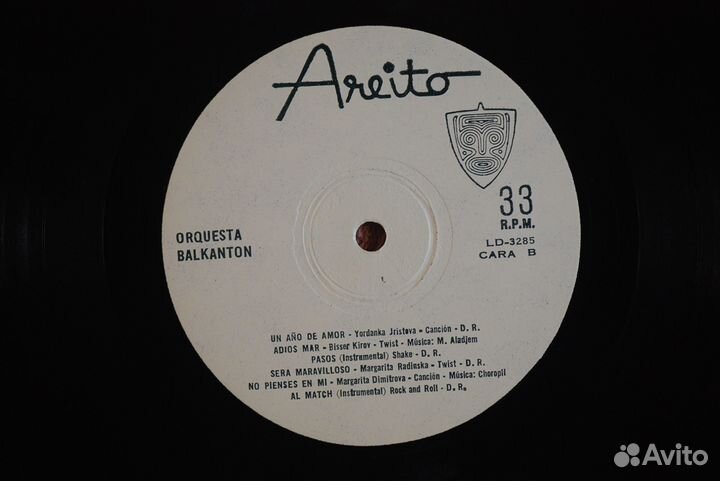 Areito
33
R.P.M.
LD-3285
CARA B
ORQUESTA
BALKANTON
UN AÑO DE AMOR - Yordanka Jristova - Canción - D. R.
ADIOS MAR - Bisser Kirov - Twist - Música: M. Aladjem
PASOS (Instrumental) Shake - D. R.
SERA MARAVILLOSO - Margarita Radinska - Twist - D. R.
NO PIENSES EN MI - Margarita Dimitrova - Canción - Música: Choropil
AL MATCH (Instrumental) Rock and Roll - D. R.
Avito